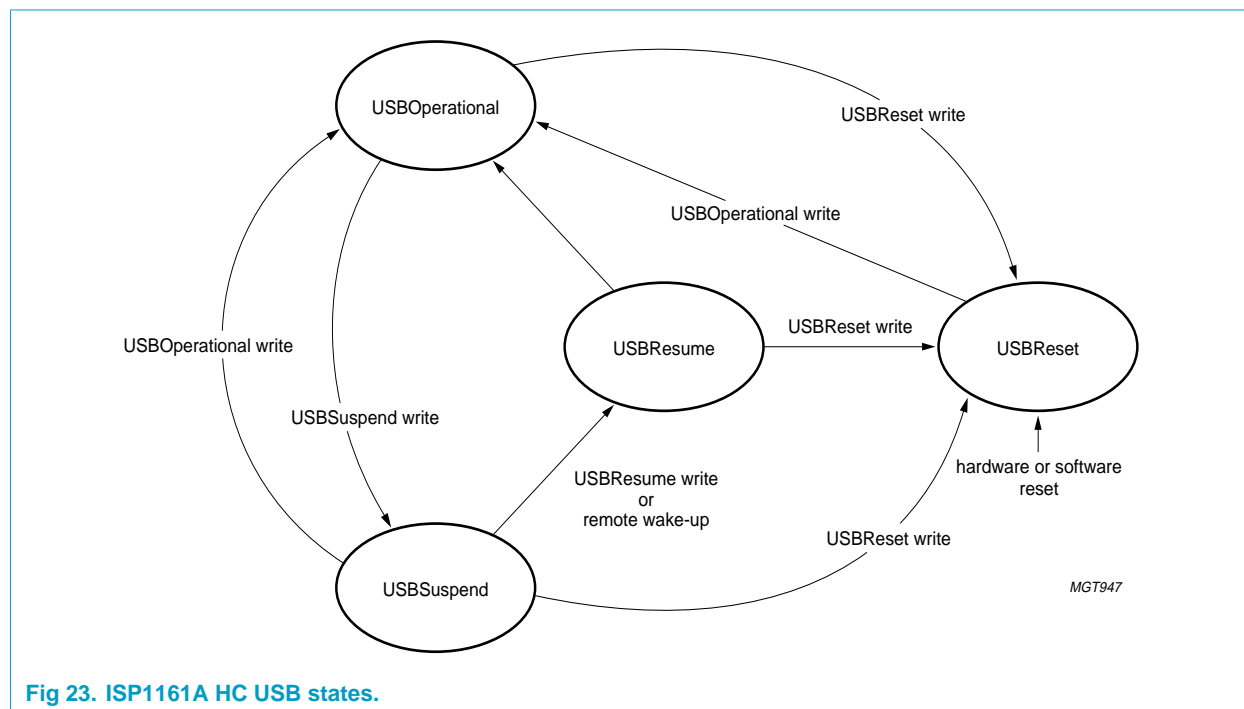 USBOperational
USBReset write
USBOperational write
USBOperational write
USBResume
USBReset write
USBReset
USBSuspend write
hardware or software
reset
USBResume write
or
remote wake-up
USBReset write
USBSuspend
MGT947
Fig 23. ISP1161A HC USB states.